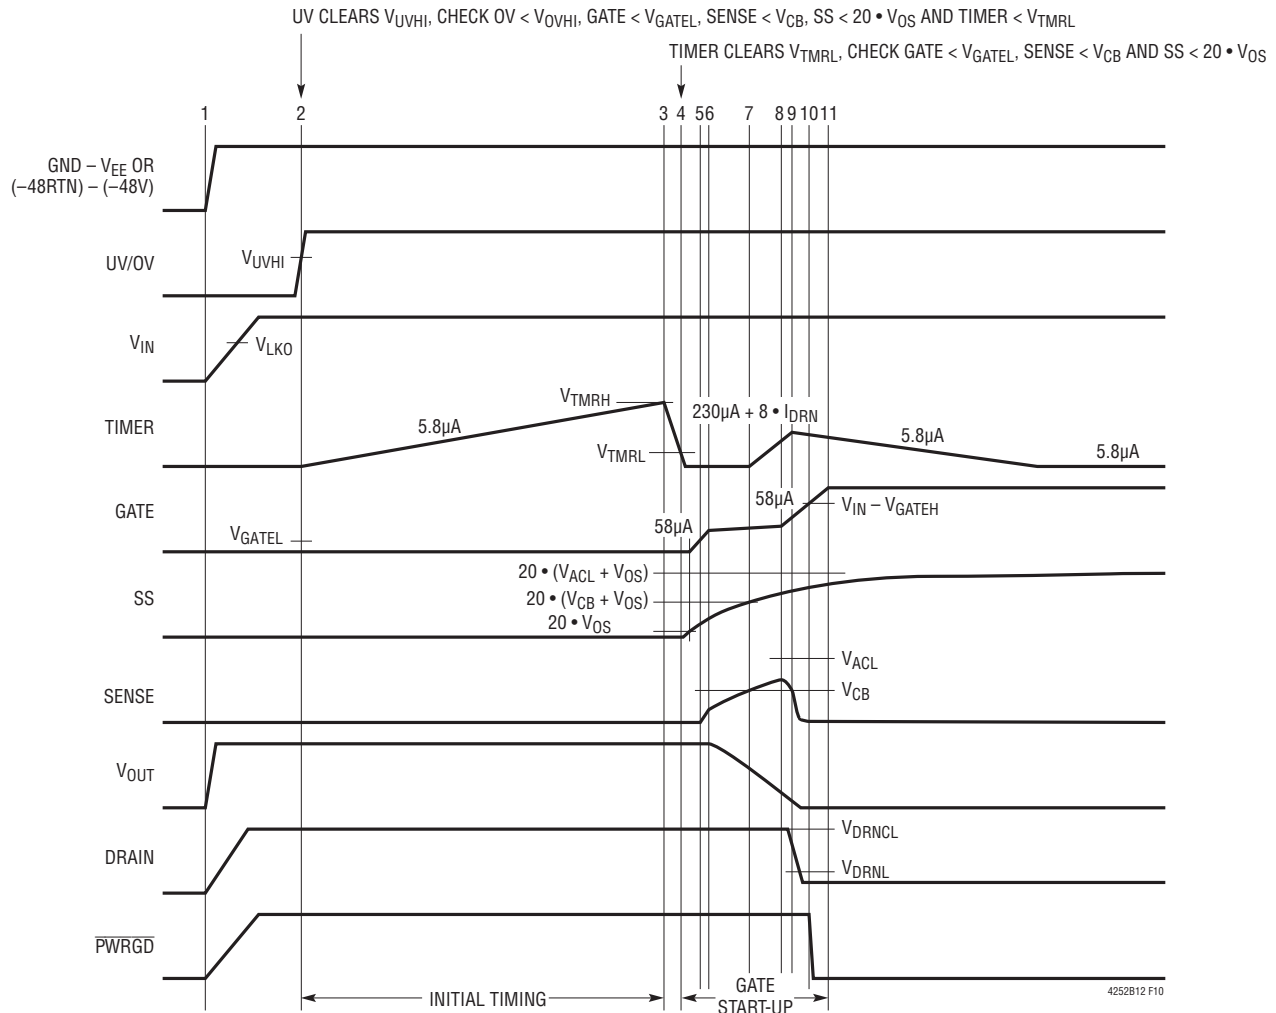 UV CLEARS VUVHI, CHECK OV < VOVHI, GATE < VGATEL, SENSE < VCB, SS < 20 • VOS AND TIMER < VTMRL
TIMER CLEARS VTMRL, CHECK GATE < VGATEL, SENSE < VCB AND SS < 20 • VOS
1 2 3 4 5 6 7 8 9 10 11
GND – VEE OR
(–48RTN) – (–48V)
UV/OV
VUVHI
VIN
VLKO
TIMER
5.8µA
VTMRH
VTMRL
230µA + 8 • IDRN
5.8µA
5.8µA
GATE
VGATEL
58µA
58µA
VIN – VGATEH
SS
20 • (VACL + VOS)
20 • (VCB + VOS)
20 • VOS
SENSE
VACL
VCB
VOUT
DRAIN
VDRNCL
VDRNL
PWRGD
INITIAL TIMING
GATE
START-UP
4252B12 F10